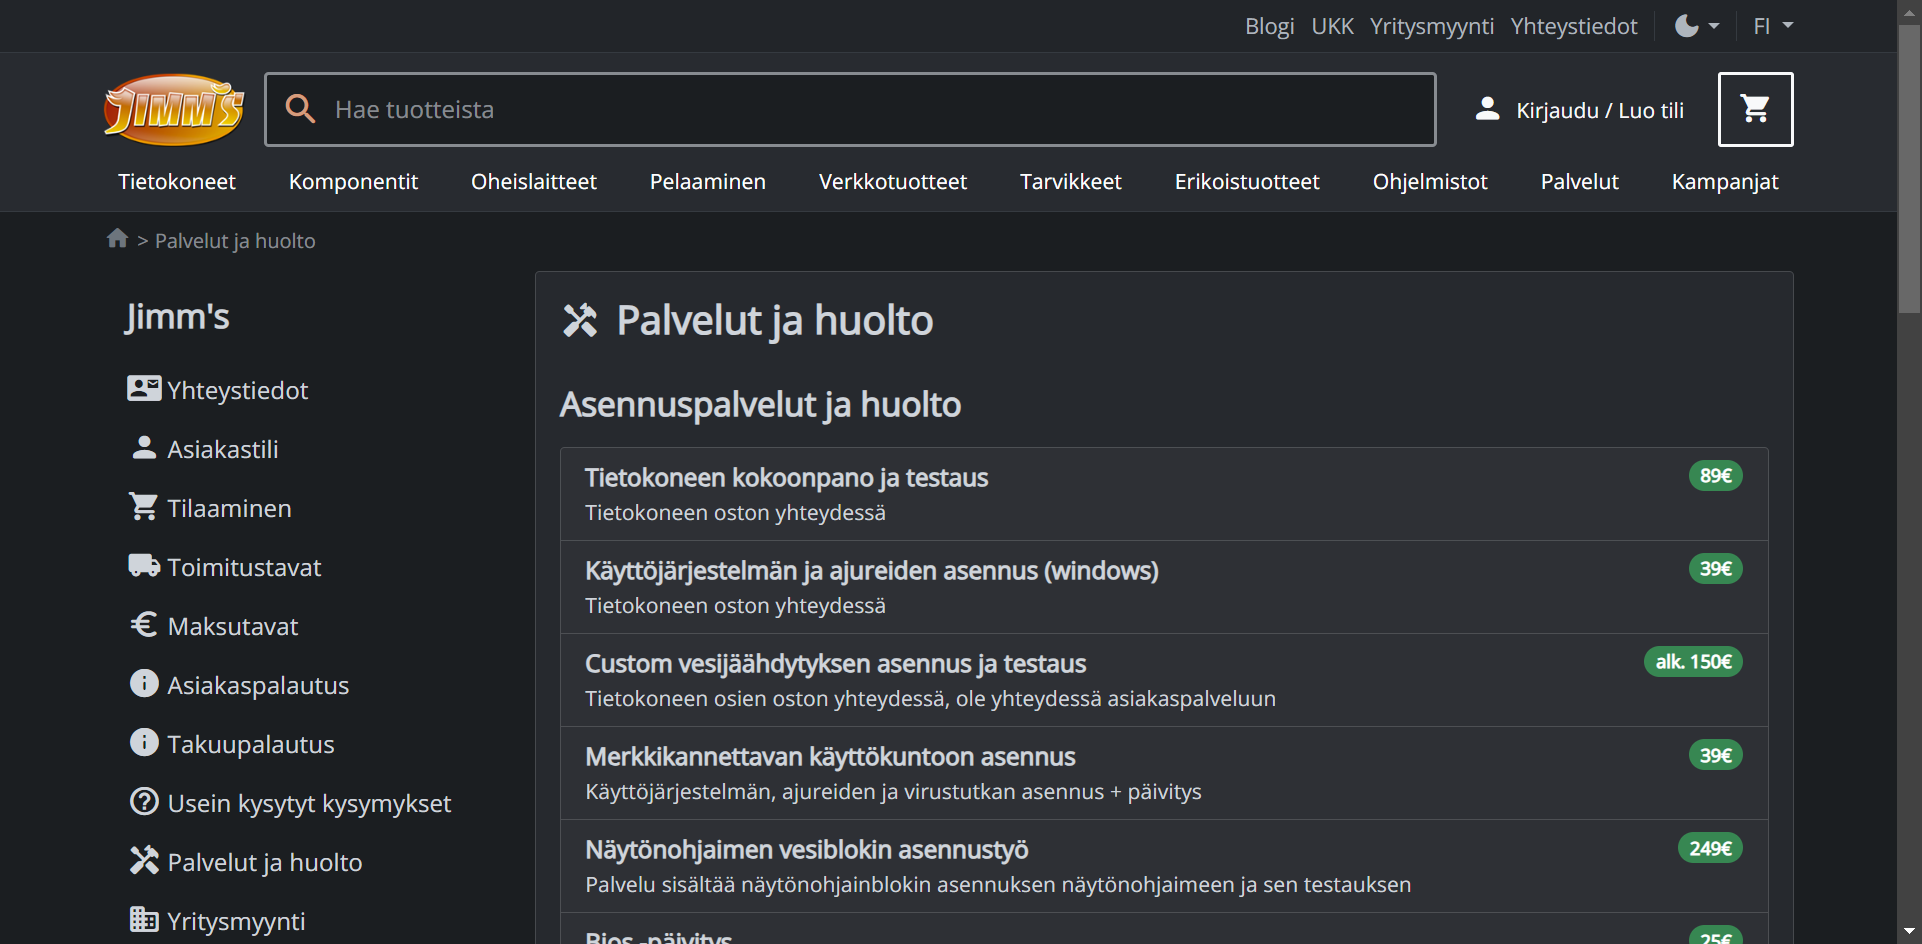 Blogi UKK Yritysmyynti Yhteystiedot FI
JIMM'S
Hae tuotteista
Kirjaudu / Luo tili
Tietokoneet Komponentit Oheislaitteet Pelaaminen Verkkotuotteet Tarvikkeet Erikoistuotteet Ohjelmistot Palvelut Kampanjat
> Palvelut ja huolto
Jimm's
Yhteystiedot
Asiakastili
Tilaaminen
Toimitustavat
Maksutavat
Asiakaspalautus
Takuupalautus
Usein kysytyt kysymykset
Palvelut ja huolto
Yritysmyynti
Palvelut ja huolto
Asennuspalvelut ja huolto
Tietokoneen kokoonpano ja testaus 89€
Tietokoneen oston yhteydessä
Käyttöjärjestelmän ja ajureiden asennus (windows) 39€
Tietokoneen oston yhteydessä
Custom vesijäähdytyksen asennus ja testaus alk. 150€
Tietokoneen osien oston yhteydessä, ole yhteydessä asiakaspalveluun
Merkkikannettavan käyttökuntoon asennus 39€
Käyttöjärjestelmän, ajureiden ja virustutkan asennus + päivitys
Näytönohjaimen vesiblokin asennustyö 249€
Palvelu sisältää näytönohjainblokin asennuksen näytönohjaimeen ja sen testauksen
Bios -päivitys 25€